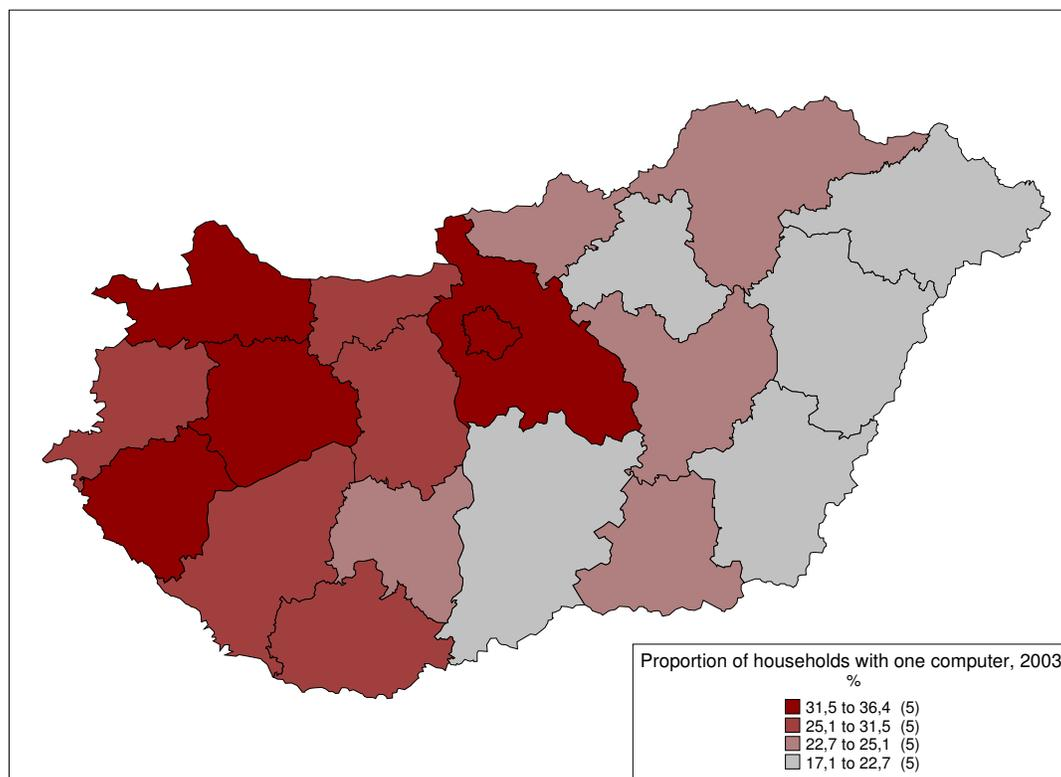 Proportion of households with one computer, 2003
%
31,5 to 36,4 (5)
25,1 to 31,5 (5)
22,7 to 25,1 (5)
17,1 to 22,7 (5)